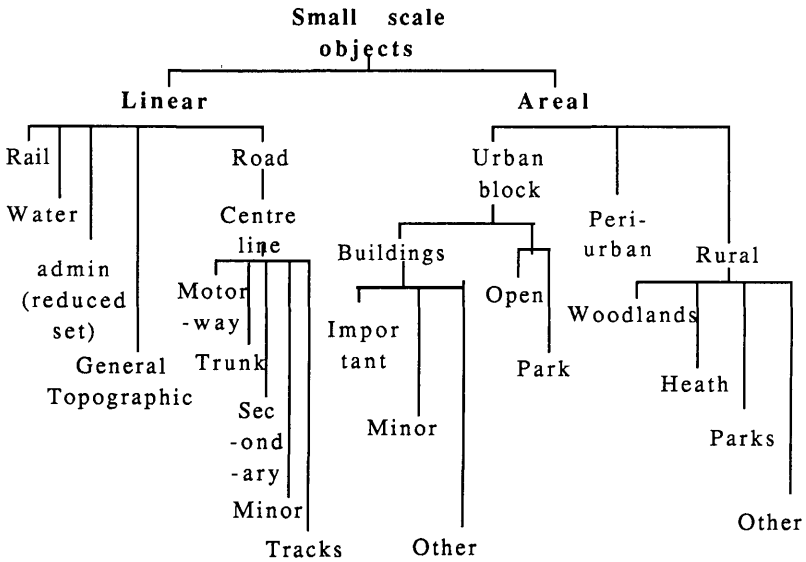 Small scale
objects
Linear
Areal
Rail
Water
admin
(reduced
set)
General
Topographic
Road
Centre
line
Motor
-way
Trunk
Sec
-ond
-ary
Minor
Tracks
Urban
block
Buildings
Impor
tant
Minor
Other
Open
Park
Peri-
urban
Rural
Woodlands
Heath
Parks
Other